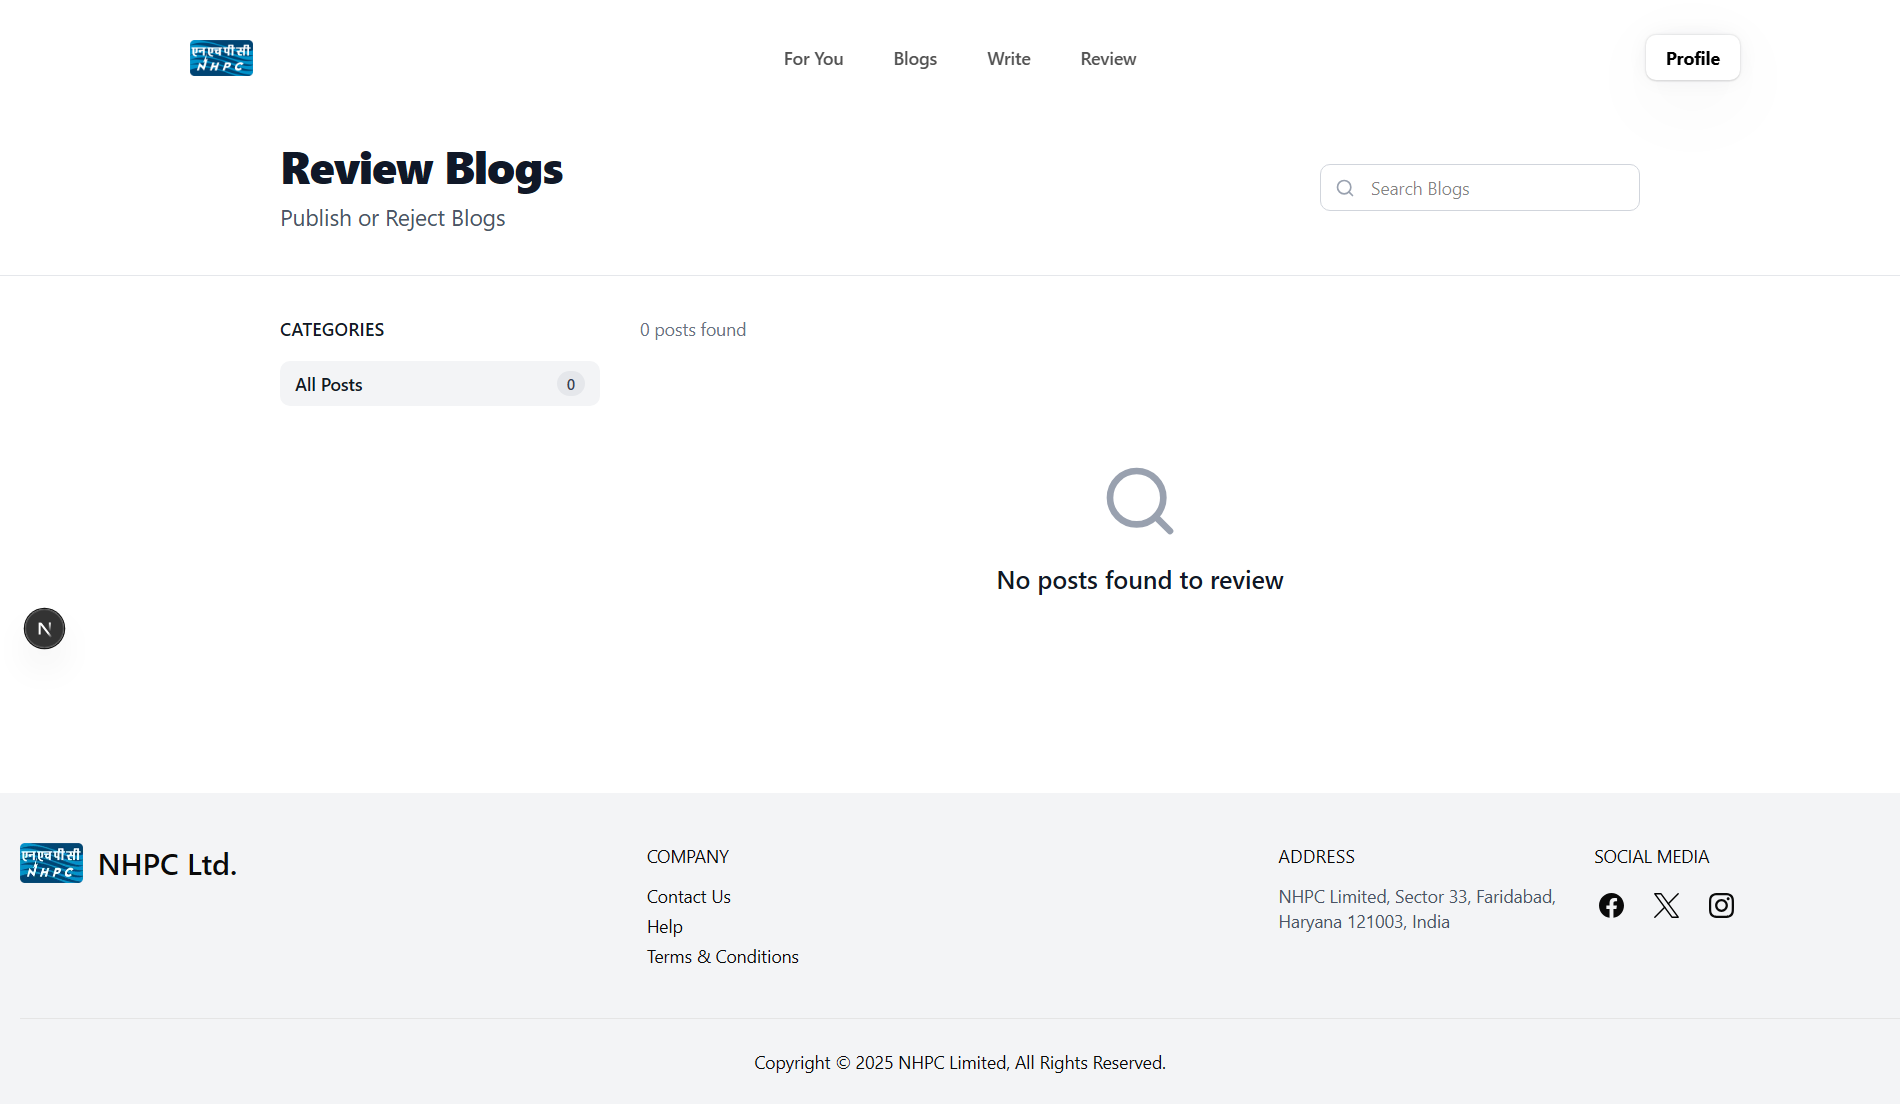 एनएचपीसी
NHPC
For You
Blogs
Write
Review
Profile
Review Blogs
Publish or Reject Blogs
Search Blogs
CATEGORIES
All Posts
0
0 posts found
No posts found to review
N
एनएचपीसी
NHPC
NHPC Ltd.
COMPANY
Contact Us
Help
Terms & Conditions
ADDRESS
NHPC Limited, Sector 33, Faridabad,
Haryana 121003, India
SOCIAL MEDIA
Copyright © 2025 NHPC Limited, All Rights Reserved.